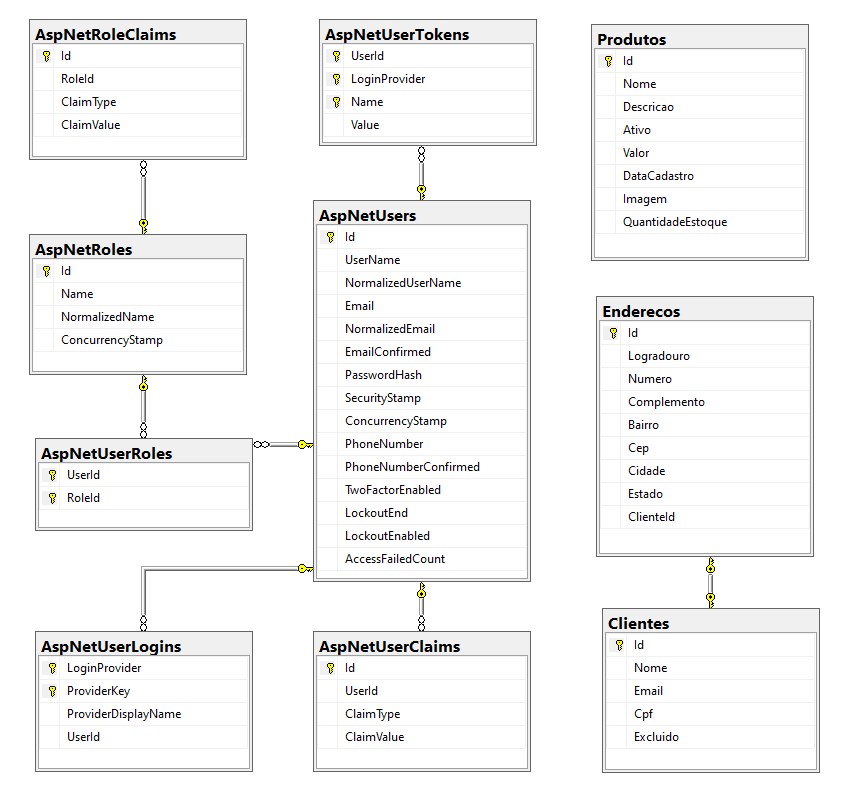 AspNetRoleClaims
Id
RoleId
ClaimType
ClaimValue
AspNetUserTokens
UserId
LoginProvider
Name
Value
Produtos
Id
Nome
Descricao
Ativo
Valor
DataCadastro
Imagem
QuantidadeEstoque
AspNetRoles
Id
Name
NormalizedName
ConcurrencyStamp
AspNetUsers
Id
UserName
NormalizedUserName
Email
NormalizedEmail
EmailConfirmed
PasswordHash
SecurityStamp
ConcurrencyStamp
PhoneNumber
PhoneNumberConfirmed
TwoFactorEnabled
LockoutEnd
LockoutEnabled
AccessFailedCount
Enderecos
Id
Logradouro
Numero
Complemento
Bairro
Cep
Cidade
Estado
ClienteId
AspNetUserRoles
UserId
RoleId
AspNetUserLogins
LoginProvider
ProviderKey
ProviderDisplayName
UserId
AspNetUserClaims
Id
UserId
ClaimType
ClaimValue
Clientes
Id
Nome
Email
Cpf
Excluido